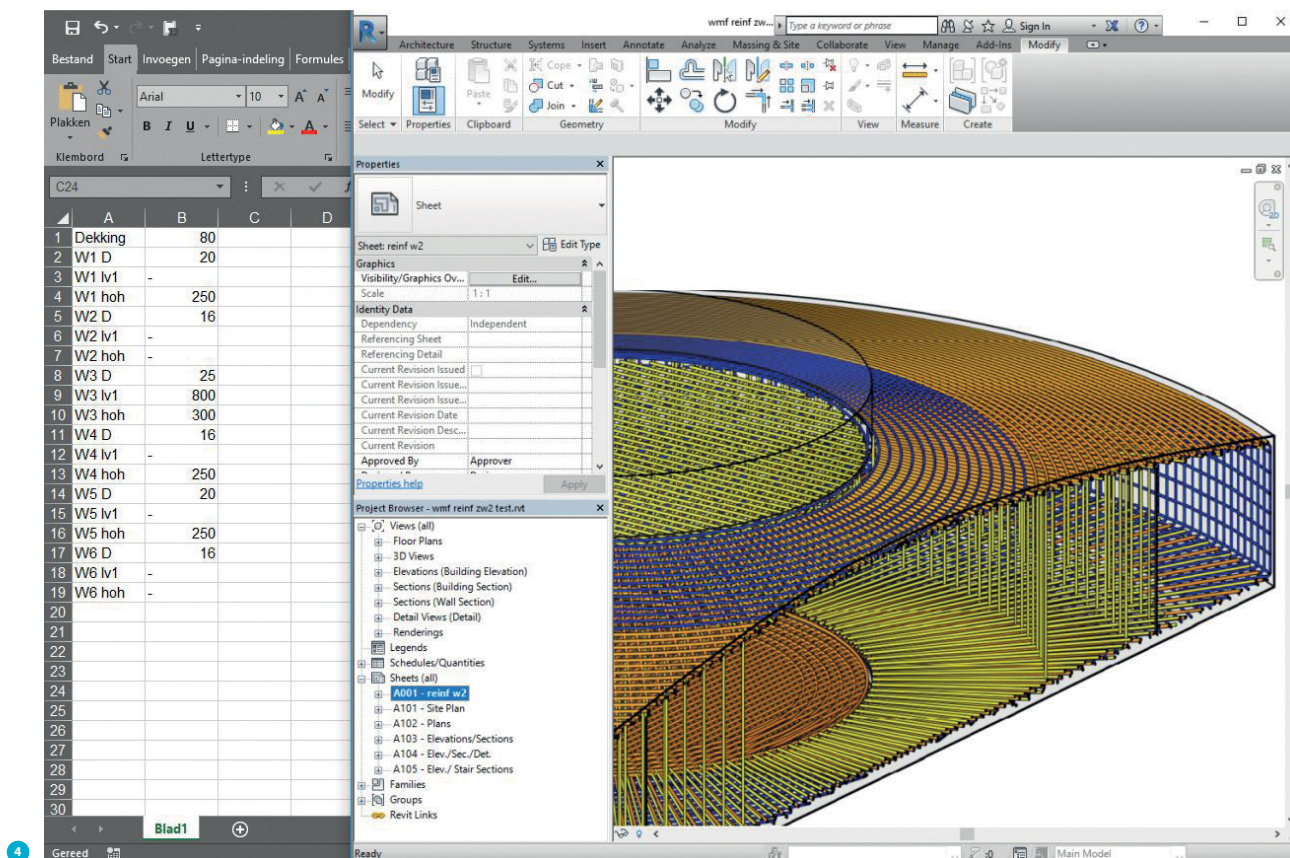 Bestand Start Invoegen Pagina-indeling Formules
Plakken
Arial 10 A A
B I U A
Klembord Lettertype
C24
A B C D
1 Dekking 80
2 W1 D 20
3 W1 lv1 -
4 W1 hoh 250
5 W2 D 16
6 W2 lv1 -
7 W2 hoh -
8 W3 D 25
9 W3 lv1 800
10 W3 hoh 300
11 W4 D 16
12 W4 lv1 -
13 W4 hoh 250
14 W5 D 20
15 W5 lv1 -
16 W5 hoh 250
17 W6 D 16
18 W6 lv1 -
19 W6 hoh -
20
21
22
23
24
25
26
27
28
29
30
Blad1
Gereed
4
wmf reinf zw... Type a keyword or phrase Sign In
Architecture Structure Systems Insert Annotate Analyze Massing & Site Collaborate View Manage Add-Ins Modify
Modify Paste Cope
Cut
Join
Select Properties Clipboard Geometry Modify View Measure Create
Properties
Sheet
Sheet: reinf w2 Edit Type
Graphics
Visibility/Graphics Ov... Edit...
Scale 1 : 1
Identity Data
Dependency Independent
Referencing Sheet
Referencing Detail
Current Revision Issued
Current Revision Issue...
Current Revision Issue...
Current Revision Date
Current Revision Desc...
Current Revision
Approved By Approver
Properties help Apply
Project Browser - wmf reinf zw2 test.rvt
Views (all)
Floor Plans
3D Views
Elevations (Building Elevation)
Sections (Building Section)
Sections (Wall Section)
Detail Views (Detail)
Renderings
Legends
Schedules/Quantities
Sheets (all)
A001 - reinf w2
A101 - Site Plan
A102 - Plans
A103 - Elevations/Sections
A104 - Elev./Sec./Det.
A105 - Elev./ Stair Sections
Families
Groups
Revit Links
2D
Ready :0 Main Model